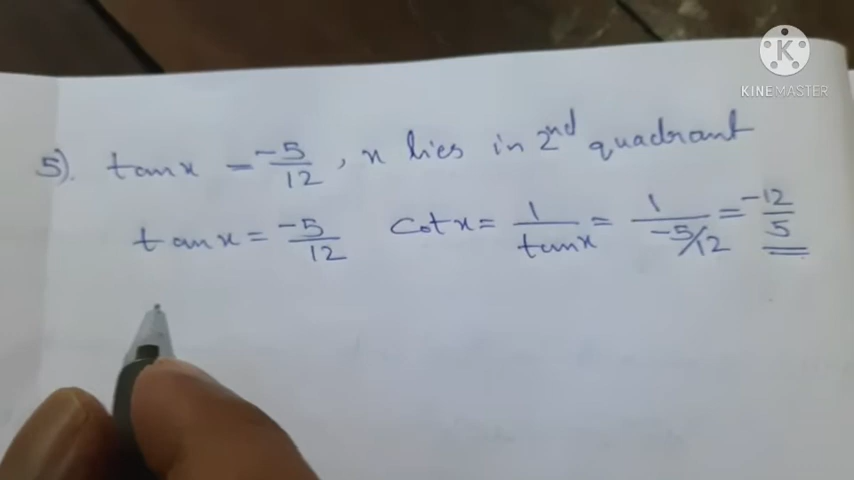 KINEMASTER
5). tan x = -5/12, x lies in 2nd quadrant
tan x = -5/12 cot x = 1/tan x = 1/-5/12 = -12/5